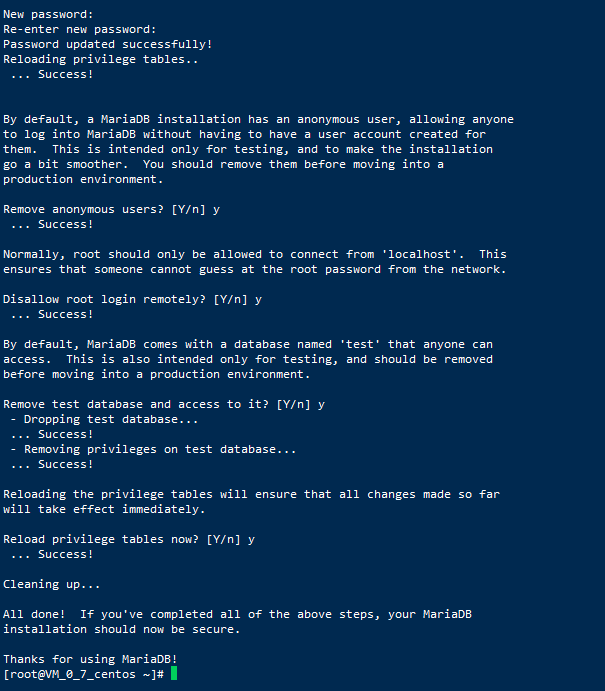 New password:
Re-enter new password:
Password updated successfully!
Reloading privilege tables..
 ... Success!


By default, a MariaDB installation has an anonymous user, allowing anyone
to log into MariaDB without having to have a user account created for
them.  This is intended only for testing, and to make the installation
go a bit smoother.  You should remove them before moving into a
production environment.

Remove anonymous users? [Y/n] y
 ... Success!

Normally, root should only be allowed to connect from 'localhost'.  This
ensures that someone cannot guess at the root password from the network.

Disallow root login remotely? [Y/n] y
 ... Success!

By default, MariaDB comes with a database named 'test' that anyone can
access.  This is also intended only for testing, and should be removed
before moving into a production environment.

Remove test database and access to it? [Y/n] y
 - Dropping test database...
 ... Success!
 - Removing privileges on test database...
 ... Success!

Reloading the privilege tables will ensure that all changes made so far
will take effect immediately.

Reload privilege tables now? [Y/n] y
 ... Success!

Cleaning up...

All done!  If you've completed all of the above steps, your MariaDB
installation should now be secure.

Thanks for using MariaDB!
[root@VM_0_7_centos ~]#